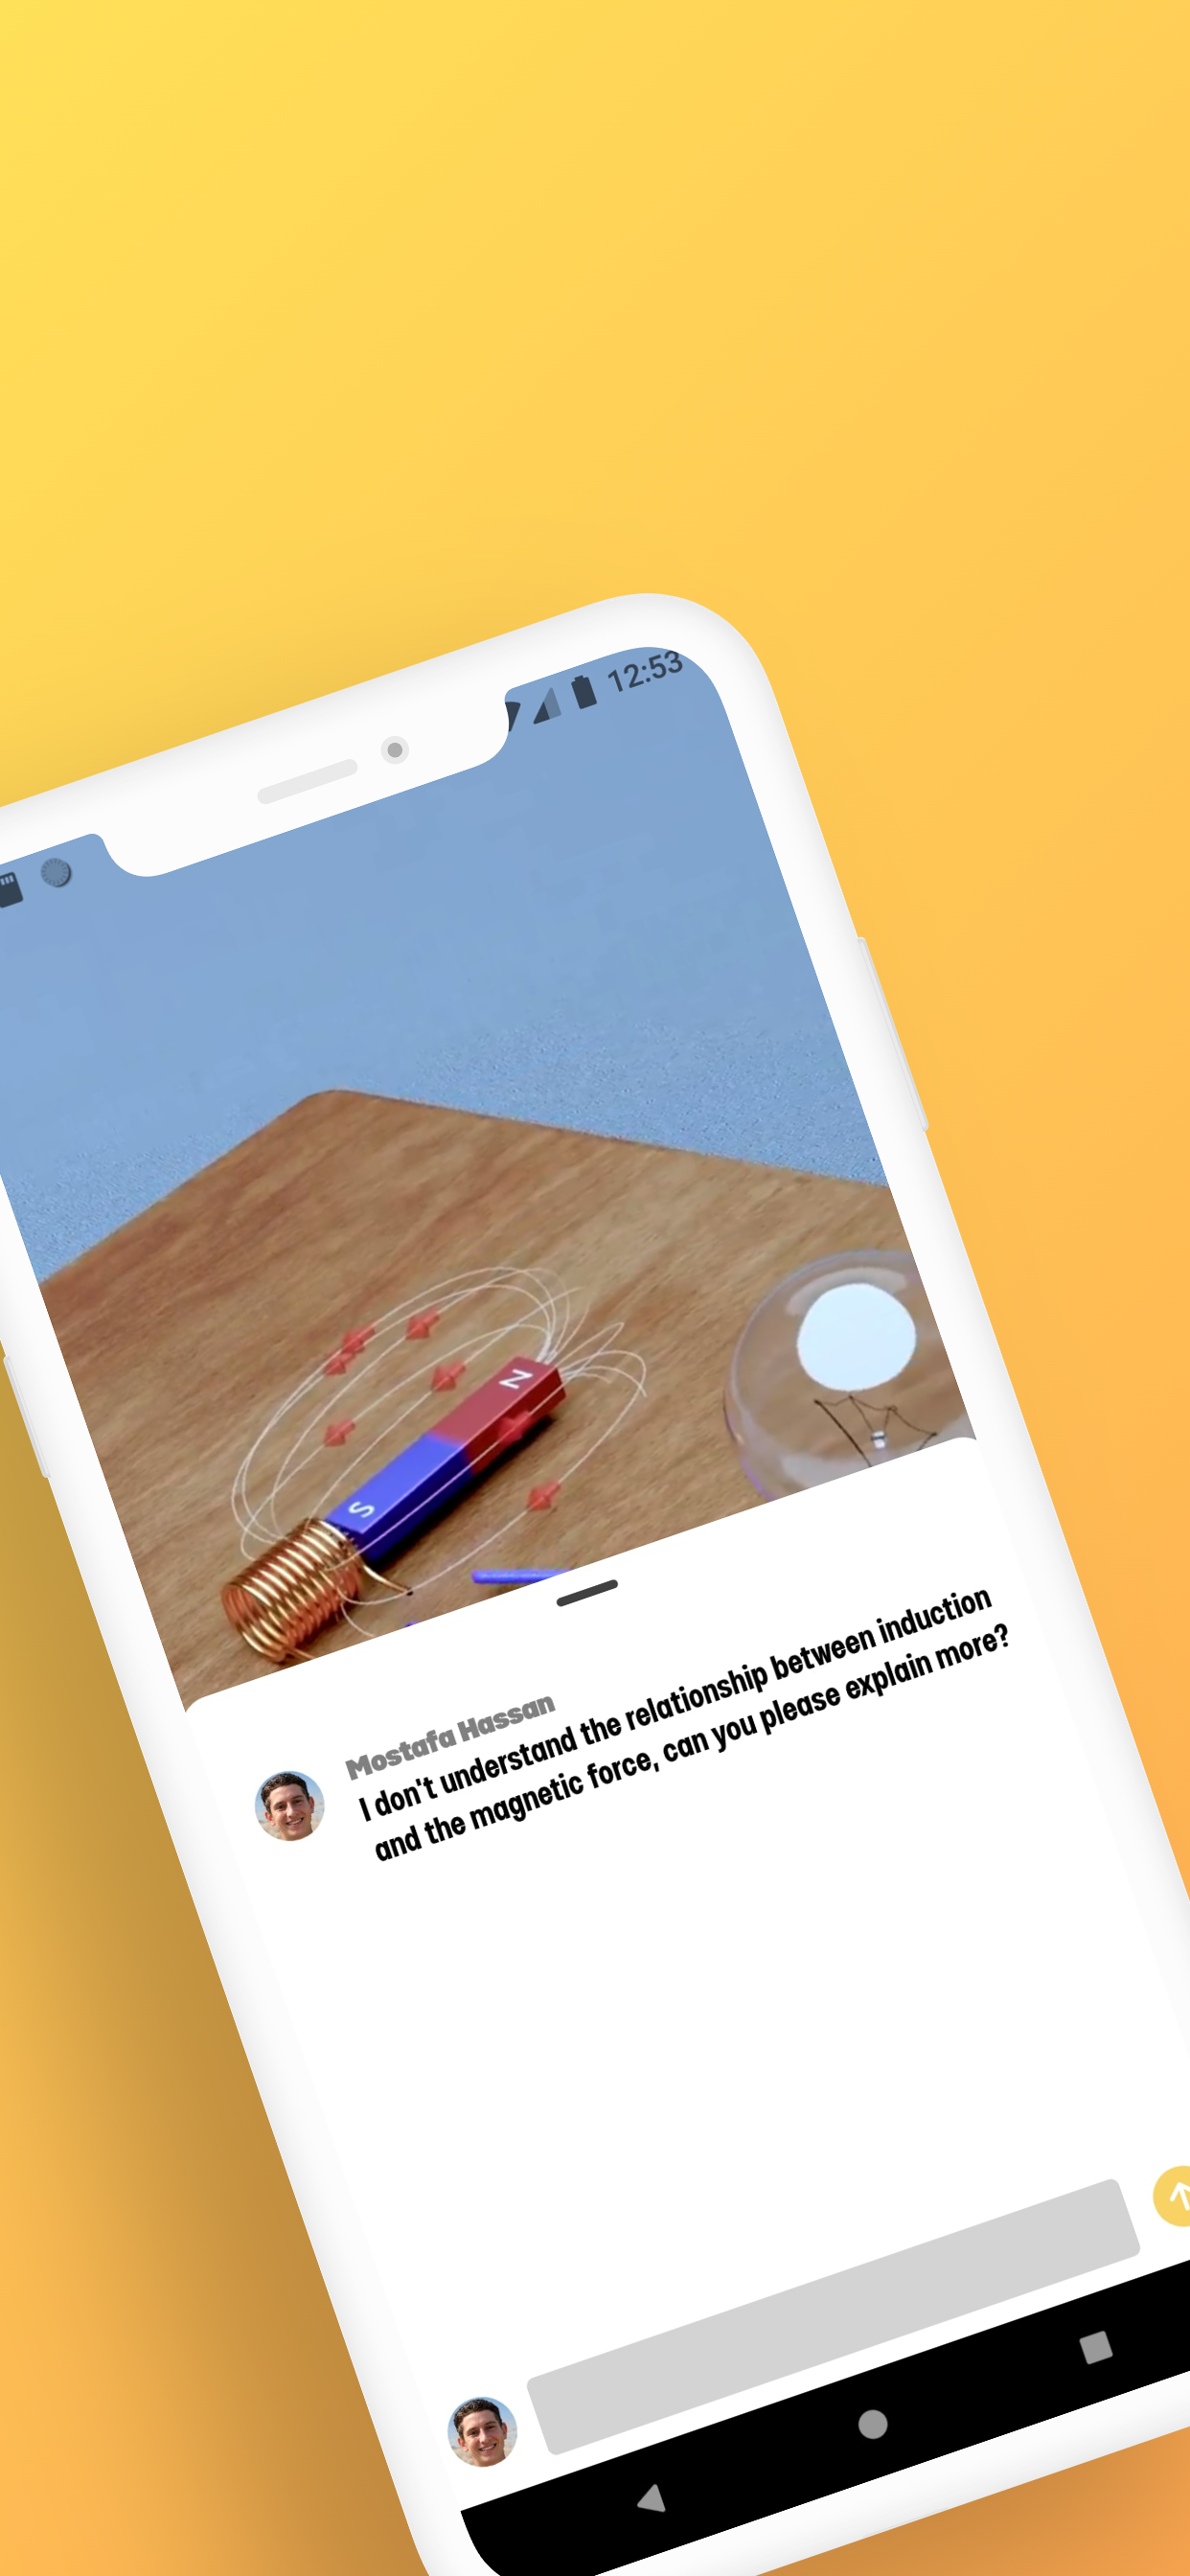 12:53
N
S
Mostafa Hassan
I don't understand the relationship between induction
and the magnetic force, can you please explain more?